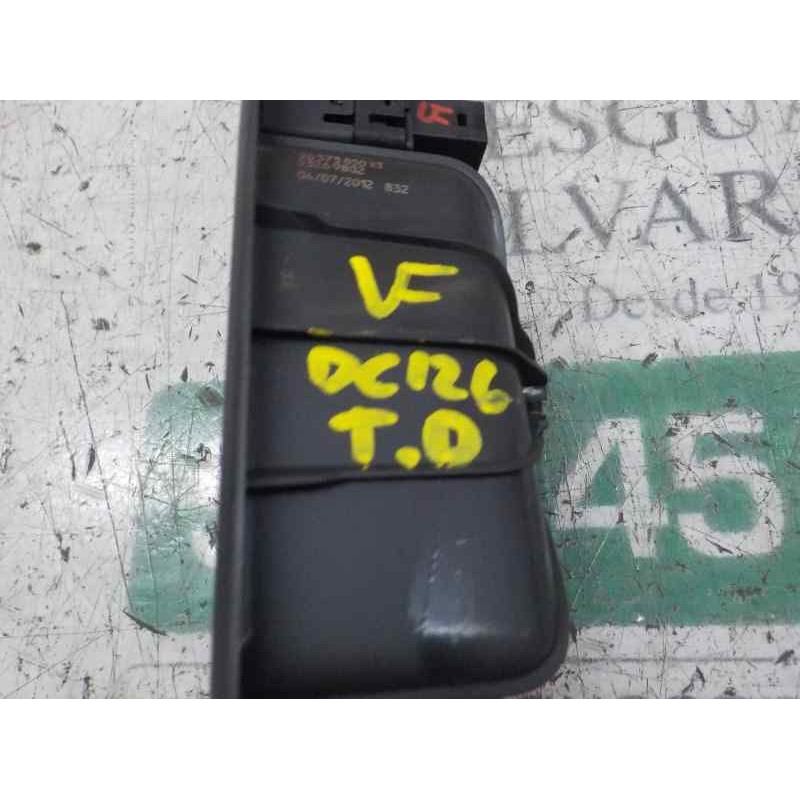 04/07/2012 832
ESGUA
LVAR
Desde 19
VF
DC126
T.D
45